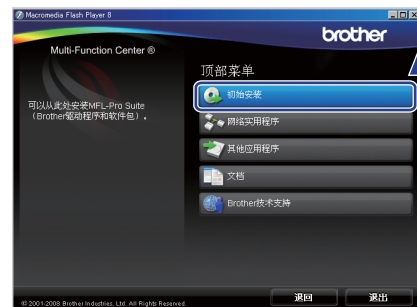 Macromedia Flash Player 8
brother
Multi-Function Center ®
顶部菜单
可以从此处安装MFL-Pro Suite
（Brother驱动程序和软件包）。
初始安装
网络实用程序
其他应用程序
文档
Brother技术支持
© 2001-2008 Brother Industries, Ltd. All Rights Reserved.
返回
退出